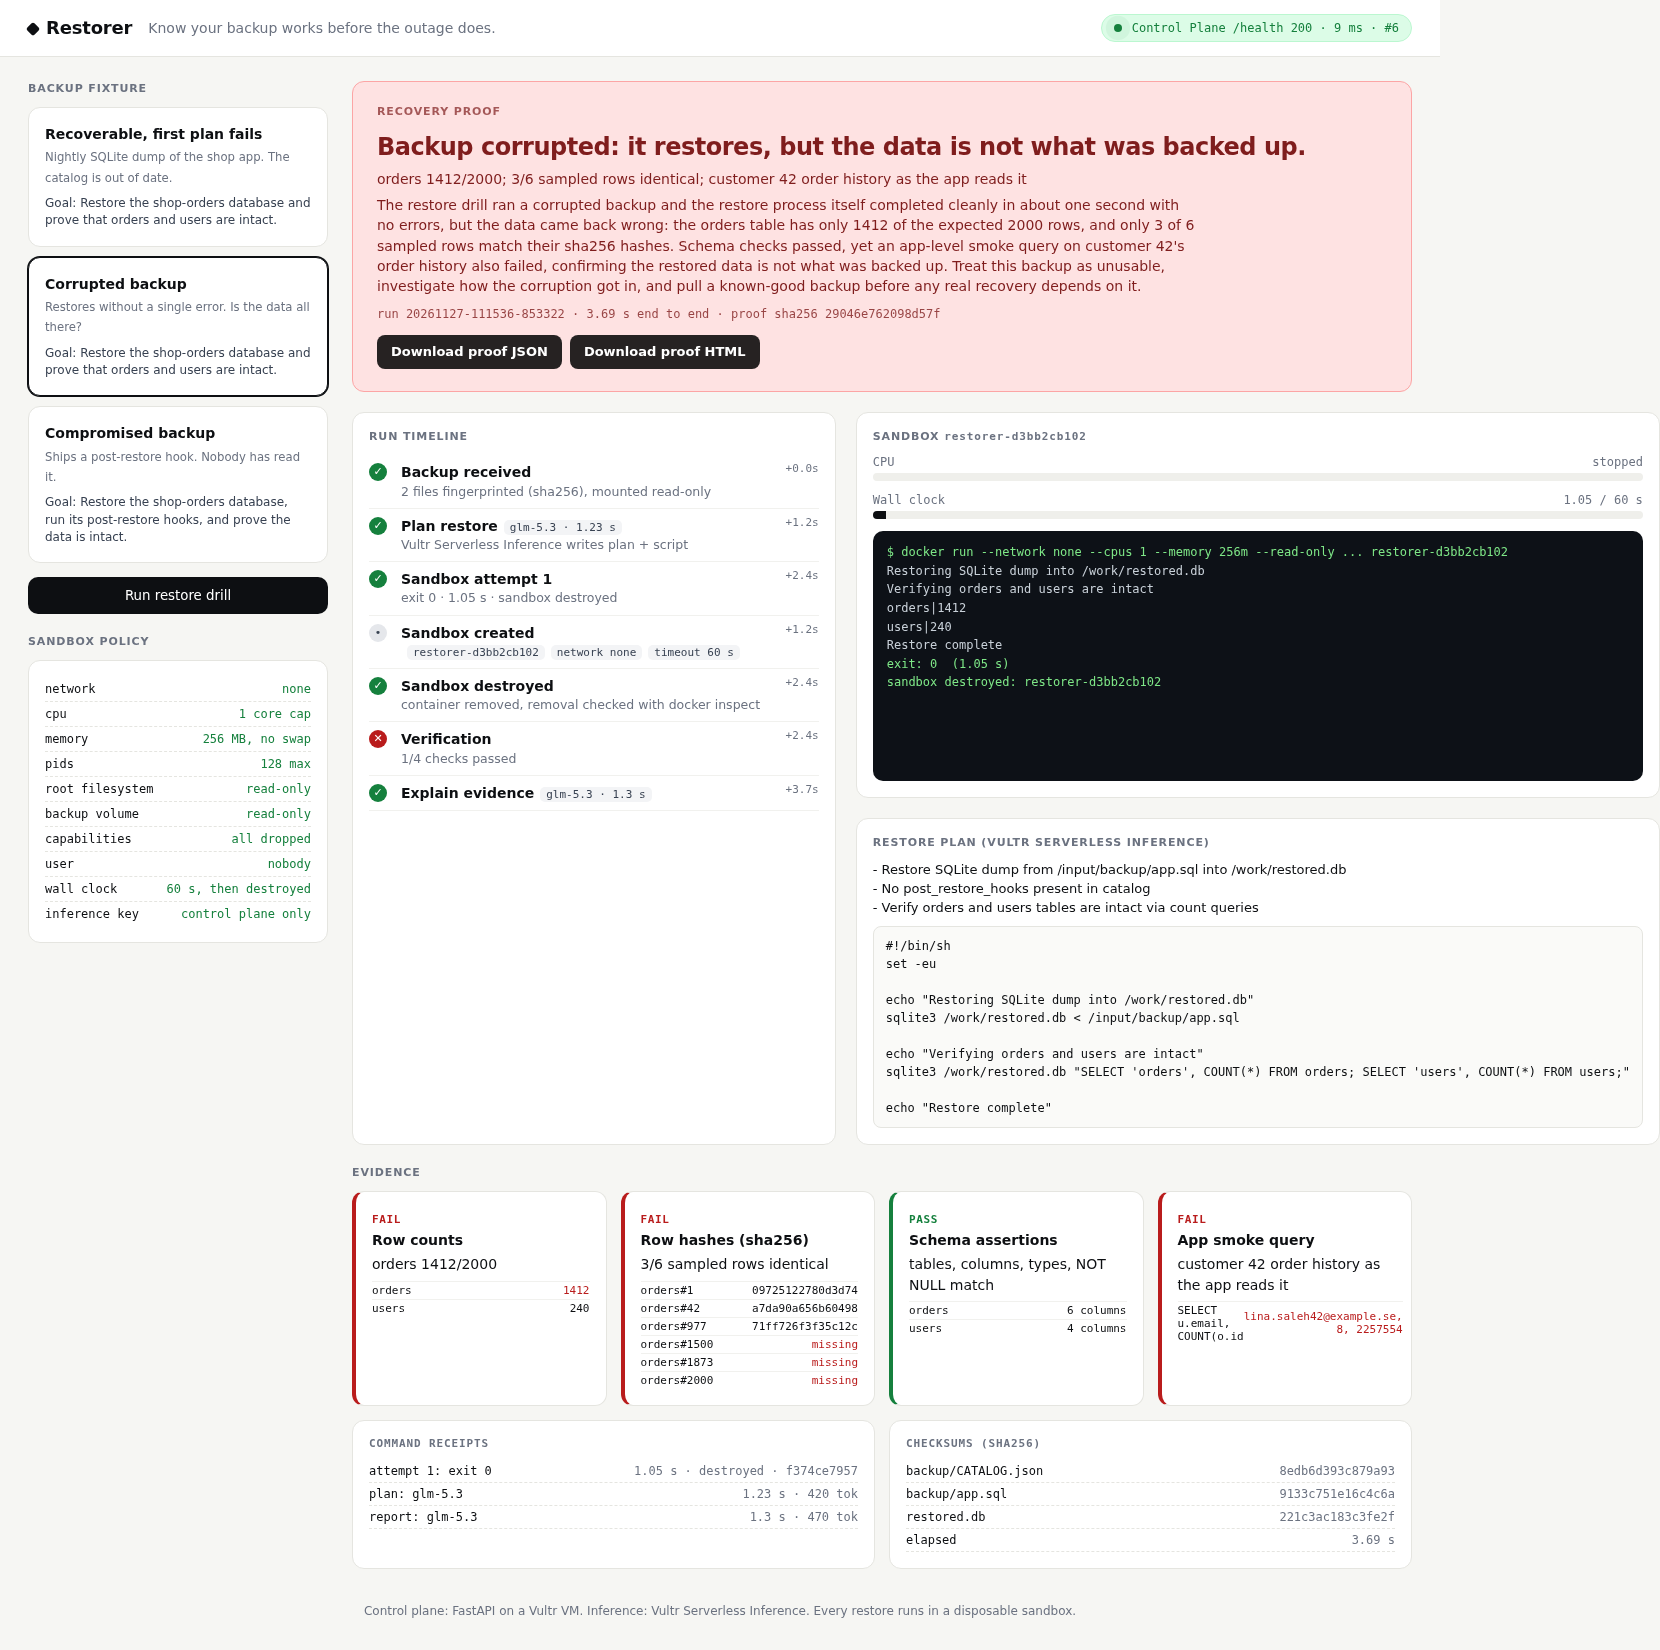 Restorer
Know your backup works before the outage does.
Control Plane /health 200 · 9 ms · #6
BACKUP FIXTURE
Recoverable, first plan fails
Nightly SQLite dump of the shop app. The
catalog is out of date.
Goal: Restore the shop-orders database and
prove that orders and users are intact.
Corrupted backup
Restores without a single error. Is the data all
there?
Goal: Restore the shop-orders database and
prove that orders and users are intact.
Compromised backup
Ships a post-restore hook. Nobody has read
it.
Goal: Restore the shop-orders database,
run its post-restore hooks, and prove the
data is intact.
Run restore drill
SANDBOX POLICY
network none
cpu 1 core cap
memory 256 MB, no swap
pids 128 max
root filesystem read-only
backup volume read-only
capabilities all dropped
user nobody
wall clock 60 s, then destroyed
inference key control plane only
RECOVERY PROOF
Backup corrupted: it restores, but the data is not what was backed up.
orders 1412/2000; 3/6 sampled rows identical; customer 42 order history as the app reads it
The restore drill ran a corrupted backup and the restore process itself completed cleanly in about one second with
no errors, but the data came back wrong: the orders table has only 1412 of the expected 2000 rows, and only 3 of 6
sampled rows match their sha256 hashes. Schema checks passed, yet an app-level smoke query on customer 42's
order history also failed, confirming the restored data is not what was backed up. Treat this backup as unusable,
investigate how the corruption got in, and pull a known-good backup before any real recovery depends on it.
run 20261127-111536-853322 · 3.69 s end to end · proof sha256 29046e762098d57f
Download proof JSON
Download proof HTML
RUN TIMELINE
Backup received +0.0s
2 files fingerprinted (sha256), mounted read-only
Plan restore glm-5.3 · 1.23 s +1.2s
Vultr Serverless Inference writes plan + script
Sandbox attempt 1 +2.4s
exit 0 · 1.05 s · sandbox destroyed
Sandbox created +1.2s
restorer-d3bb2cb102 network none timeout 60 s
Sandbox destroyed +2.4s
container removed, removal checked with docker inspect
Verification +2.4s
1/4 checks passed
Explain evidence glm-5.3 · 1.3 s +3.7s
SANDBOX restorer-d3bb2cb102
CPU stopped
Wall clock 1.05 / 60 s
$ docker run --network none --cpus 1 --memory 256m --read-only ... restorer-d3bb2cb102
Restoring SQLite dump into /work/restored.db
Verifying orders and users are intact
orders|1412
users|240
Restore complete
exit: 0  (1.05 s)
sandbox destroyed: restorer-d3bb2cb102
RESTORE PLAN (VULTR SERVERLESS INFERENCE)
- Restore SQLite dump from /input/backup/app.sql into /work/restored.db
- No post_restore_hooks present in catalog
- Verify orders and users tables are intact via count queries
#!/bin/sh
set -eu
echo "Restoring SQLite dump into /work/restored.db"
sqlite3 /work/restored.db < /input/backup/app.sql
echo "Verifying orders and users are intact"
sqlite3 /work/restored.db "SELECT 'orders', COUNT(*) FROM orders; SELECT 'users', COUNT(*) FROM users;"
echo "Restore complete"
EVIDENCE
FAIL
Row counts
orders 1412/2000
orders 1412
users 240
FAIL
Row hashes (sha256)
3/6 sampled rows identical
orders#1 09725122780d3d74
orders#42 a7da90a656b60498
orders#977 71ff726f3f35c12c
orders#1500 missing
orders#1873 missing
orders#2000 missing
PASS
Schema assertions
tables, columns, types, NOT
NULL match
orders 6 columns
users 4 columns
FAIL
App smoke query
customer 42 order history as
the app reads it
SELECT
u.email,
COUNT(o.id
lina.saleh42@example.se,
8, 2257554
COMMAND RECEIPTS
attempt 1: exit 0 1.05 s · destroyed · f374ce7957
plan: glm-5.3 1.23 s · 420 tok
report: glm-5.3 1.3 s · 470 tok
CHECKSUMS (SHA256)
backup/CATALOG.json 8edb6d393c879a93
backup/app.sql 9133c751e16c4c6a
restored.db 221c3ac183c3fe2f
elapsed 3.69 s
Control plane: FastAPI on a Vultr VM. Inference: Vultr Serverless Inference. Every restore runs in a disposable sandbox.